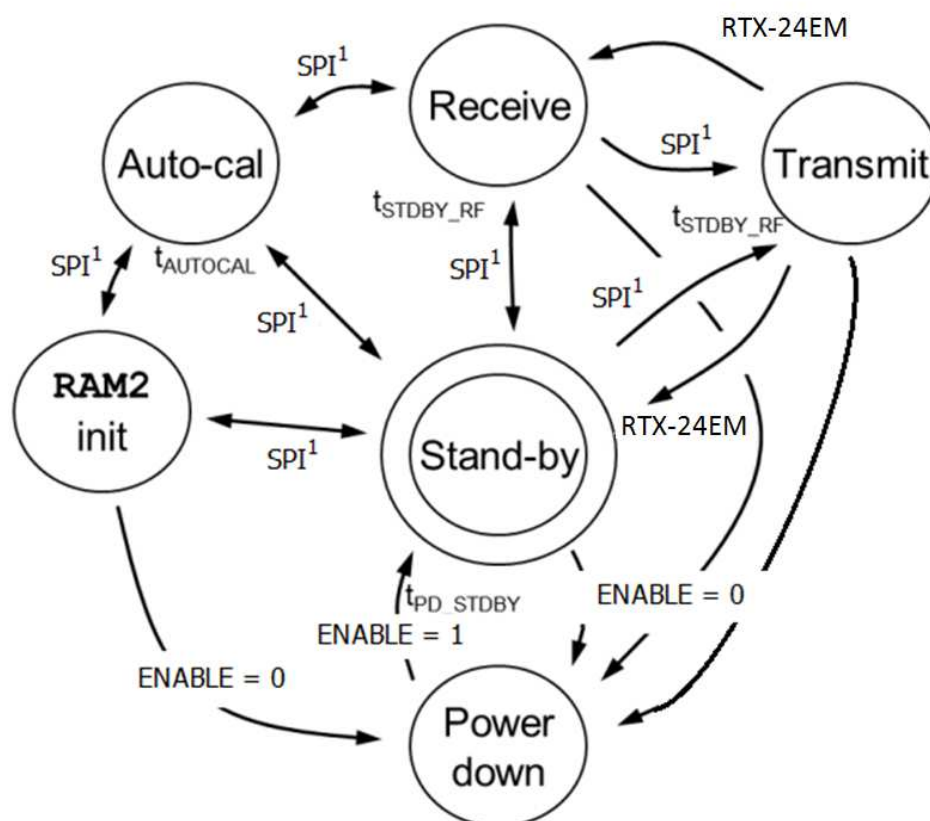 RTX-24EM
SPI¹
Receive
Auto-cal
SPI¹
Transmit
tSTDBY_RF
tSTDBY_RF
SPI¹
tAUTOCAL
SPI¹
SPI¹
SPI¹
RAM2
init
RTX-24EM
Stand-by
SPI¹
tPD_STDBY
ENABLE = 0
ENABLE = 1
ENABLE = 0
Power
down